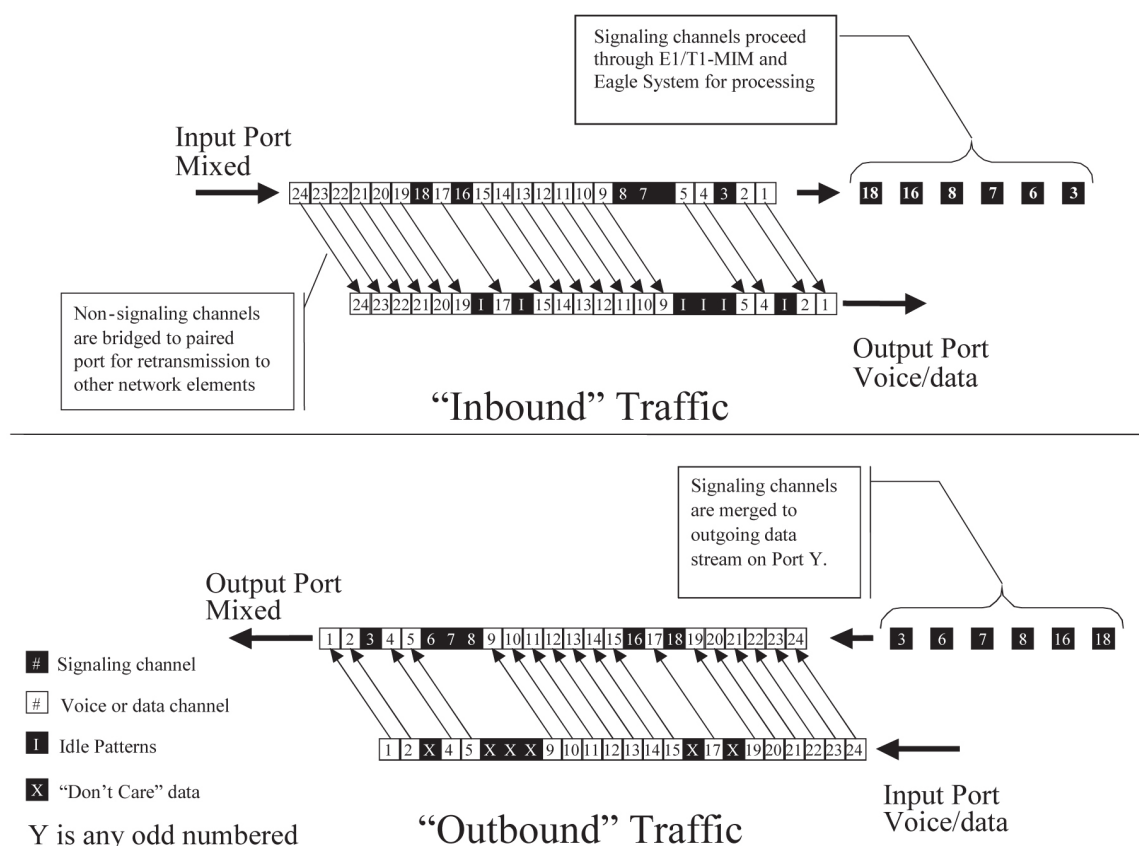 Signaling channels proceed
through E1/T1-MIM and
Eagle System for processing
Input Port
Mixed
24 23 22 21 20 19 18 17 16 15 14 13 12 11 10 9 8 7 5 4 3 2 1
18 16 8 7 6 3
24 23 22 21 20 19 I 17 I 15 14 13 12 11 10 9 I I I 5 4 I 2 1
Non-signaling channels
are bridged to paired
port for retransmission to
other network elements
Output Port
Voice/data
“Inbound” Traffic
Signaling channels
are merged to
outgoing data
stream on Port Y.
Output Port
Mixed
1 2 3 4 5 6 7 8 9 10 11 12 13 14 15 16 17 18 19 20 21 22 23 24
3 6 7 8 16 18
# Signaling channel
# Voice or data channel
I Idle Patterns
X “Don’t Care” data
1 2 X 4 5 X X X 9 10 11 12 13 14 15 X 17 X 19 20 21 22 23 24
Input Port
Voice/data
Y is any odd numbered
“Outbound” Traffic